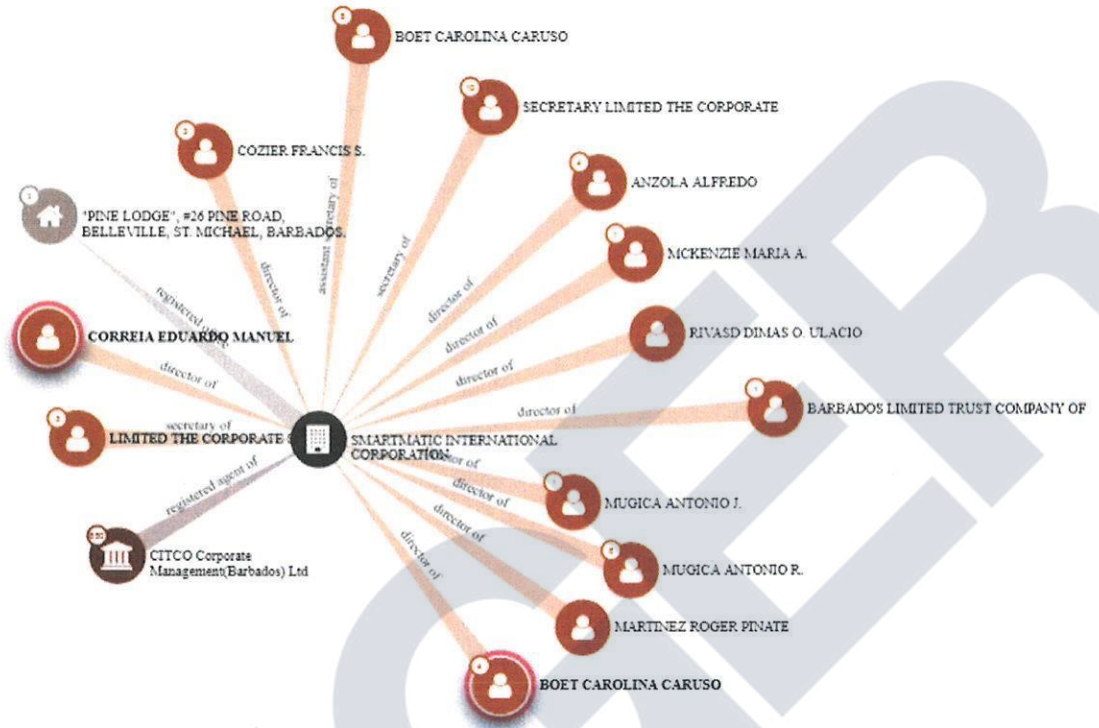 BOET CAROLINA CARUSO
SECRETARY LIMITED THE CORPORATE
COZIER FRANCIS S.
ANZOLA ALFREDO
"PINE LODGE", #26 PINE ROAD,
BELLEVILLE, ST. MICHAEL, BARBADOS.
MCKENZIE MARIA A.
assistant secretary of
secretary of
director of
registered office
director of
director of
CORREIA EDUARDO MANUEL
RIVASD DIMAS O. ULACIO
director of
director of
director of
BARBADOS LIMITED TRUST COMPANY OF
secretary of
LIMITED THE CORPORATE S
SMARTMATIC INTERNATIONAL
CORPORATION
director of
registered agent of
director of
MUGICA ANTONIO J.
director of
director of
CITCO Corporate
Management(Barbados) Ltd
MUGICA ANTONIO R.
MARTINEZ ROGER PINATE
BOET CAROLINA CARUSO
GER